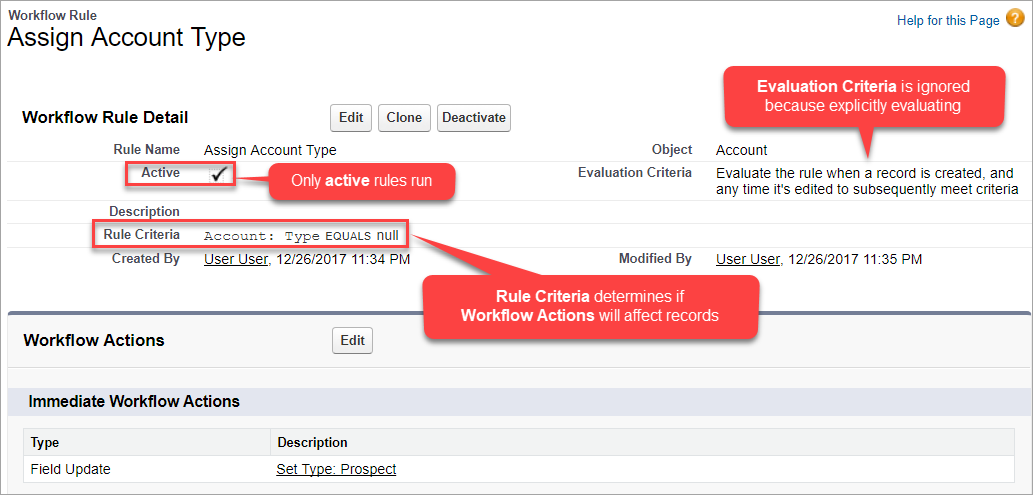 Workflow Rule
Assign Account Type
Help for this Page ?
Evaluation Criteria is ignored
because explicitly evaluating
Workflow Rule Detail
Edit Clone Deactivate
Rule Name Assign Account Type
Object Account
Active
Only active rules run
Evaluation Criteria Evaluate the rule when a record is created, and
any time it's edited to subsequently meet criteria
Description
Rule Criteria Account: Type EQUALS null
Created By User User, 12/26/2017 11:34 PM
Modified By User User, 12/26/2017 11:35 PM
Rule Criteria determines if
Workflow Actions will affect records
Workflow Actions Edit
Immediate Workflow Actions
Type Description
Field Update Set Type: Prospect